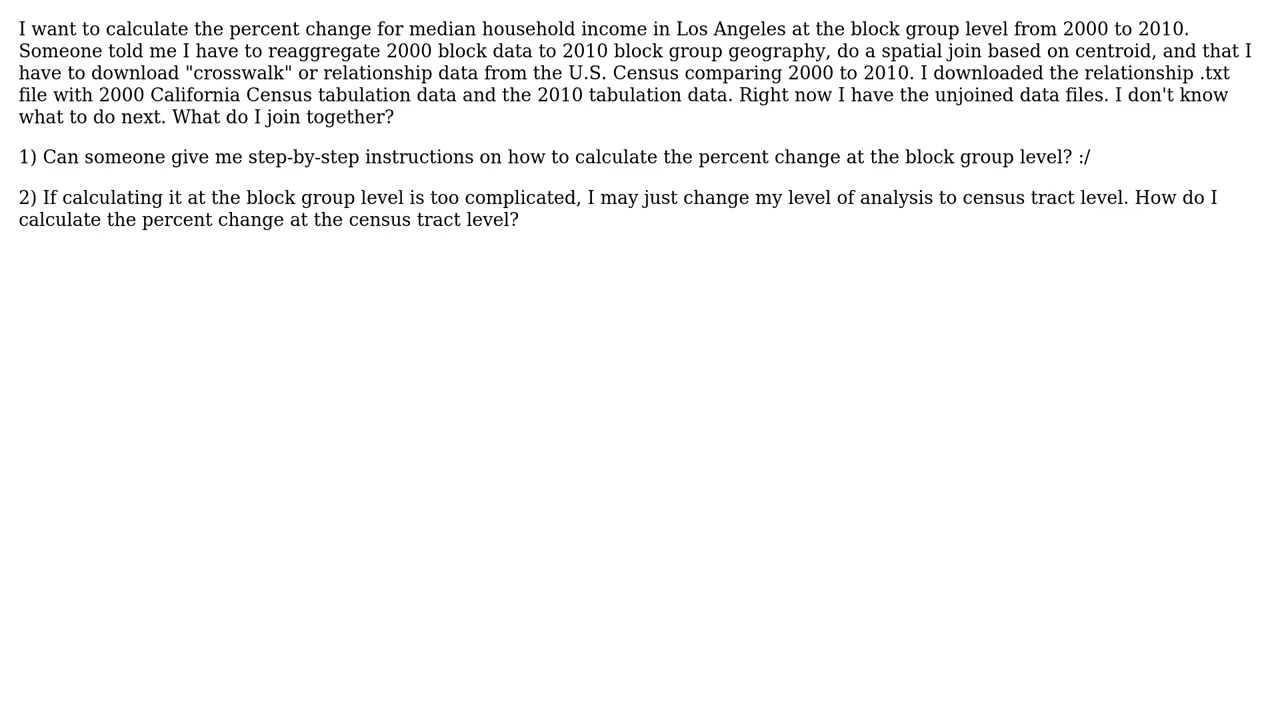 I want to calculate the percent change for median household income in Los Angeles at the block group level from 2000 to 2010.
Someone told me I have to reaggregate 2000 block data to 2010 block group geography, do a spatial join based on centroid, and that I
have to download "crosswalk" or relationship data from the U.S. Census comparing 2000 to 2010. I downloaded the relationship .txt
file with 2000 California Census tabulation data and the 2010 tabulation data. Right now I have the unjoined data files. I don't know
what to do next. What do I join together?
1) Can someone give me step-by-step instructions on how to calculate the percent change at the block group level? :/
2) If calculating it at the block group level is too complicated, I may just change my level of analysis to census tract level. How do I
calculate the percent change at the census tract level?